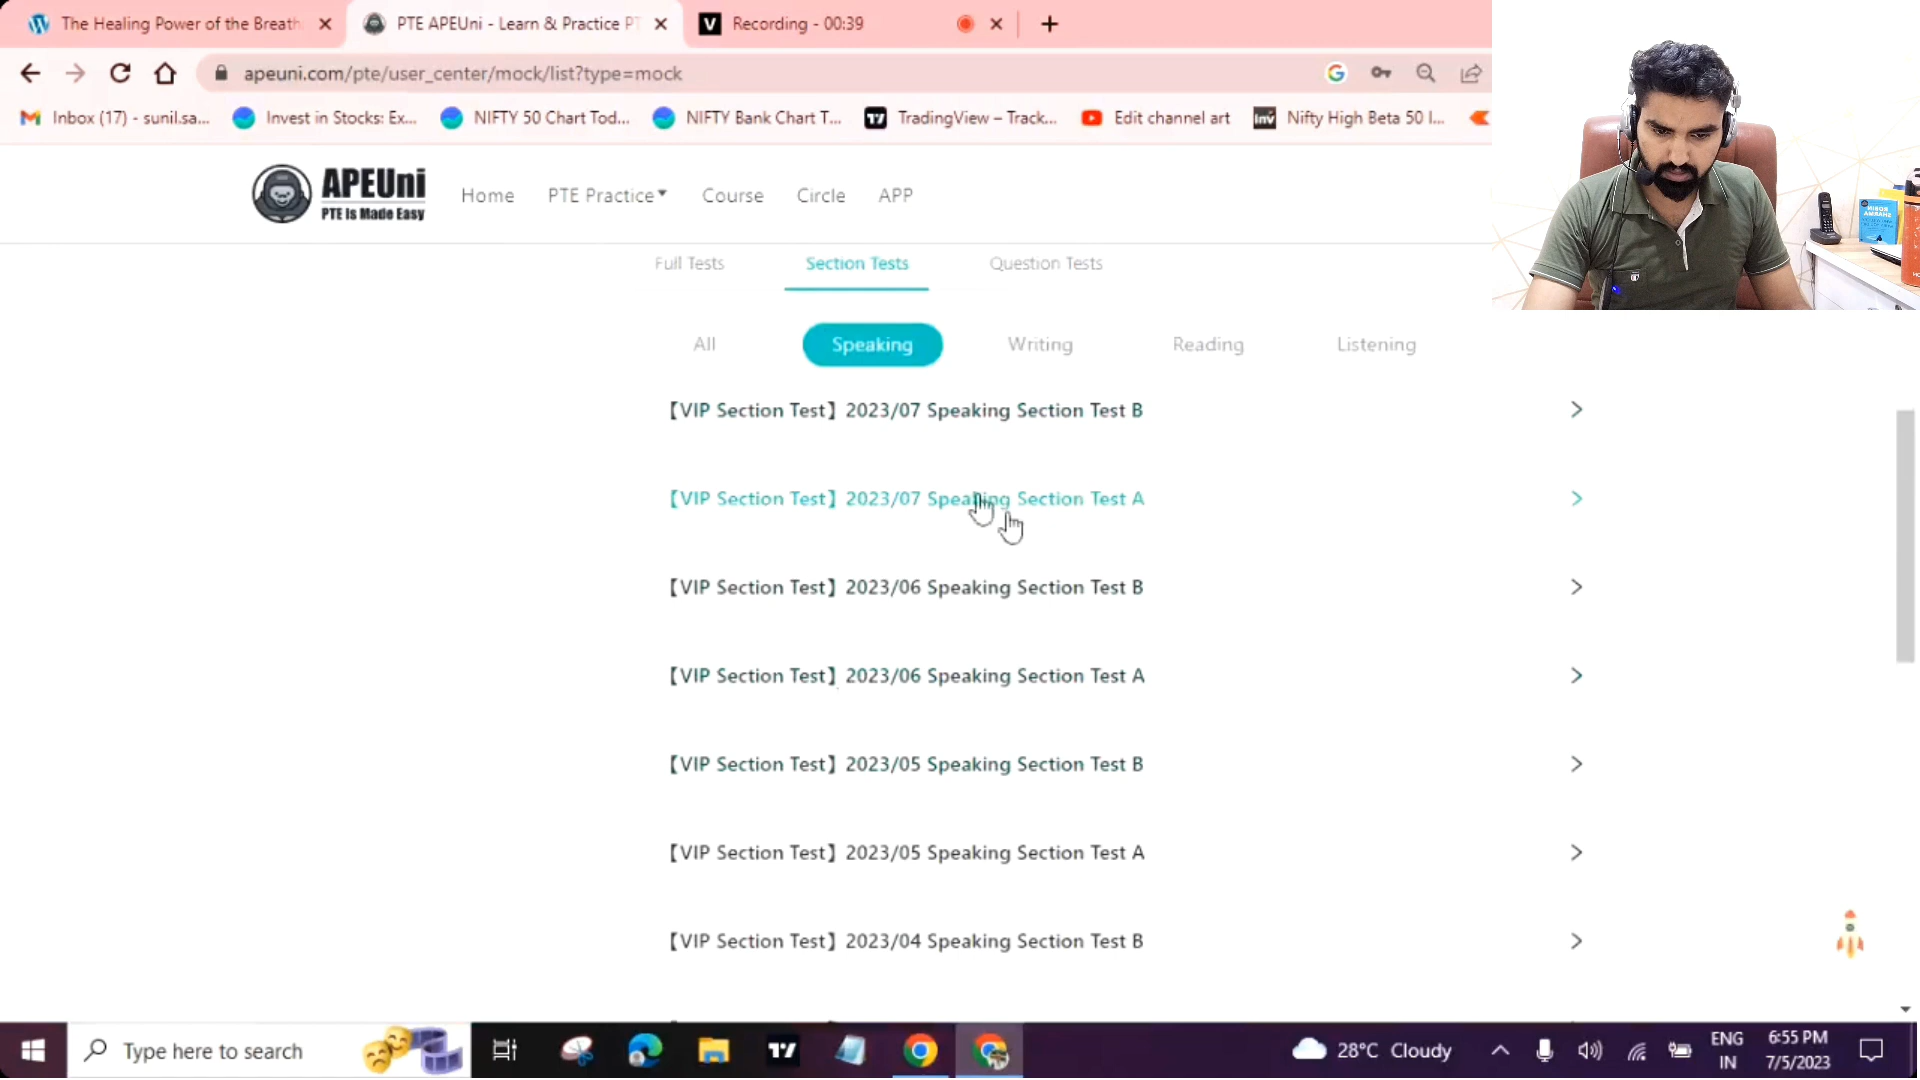 The Healing Power of the Breath
PTE APEUni - Learn & Practice PT
V
Recording - 00:39
apeuni.com/pte/user_center/mock/list?type=mock
Inbox (17) - sunil.sa...
Invest in Stocks: Ex...
NIFTY 50 Chart Tod...
NIFTY Bank Chart T...
TradingView – Track...
Edit channel art
Inv
Nifty High Beta 50 I...
APEUni
PTE Is Made Easy
Home
PTE Practice
Course
Circle
APP
Full Tests
Section Tests
Question Tests
All
Speaking
Writing
Reading
Listening
【VIP Section Test】2023/07 Speaking Section Test B
【VIP Section Test】2023/07 Speaking Section Test A
【VIP Section Test】2023/06 Speaking Section Test B
【VIP Section Test】2023/06 Speaking Section Test A
【VIP Section Test】2023/05 Speaking Section Test B
【VIP Section Test】2023/05 Speaking Section Test A
【VIP Section Test】2023/04 Speaking Section Test B
Type here to search
28°C Cloudy
ENG
IN
6:55 PM
7/5/2023